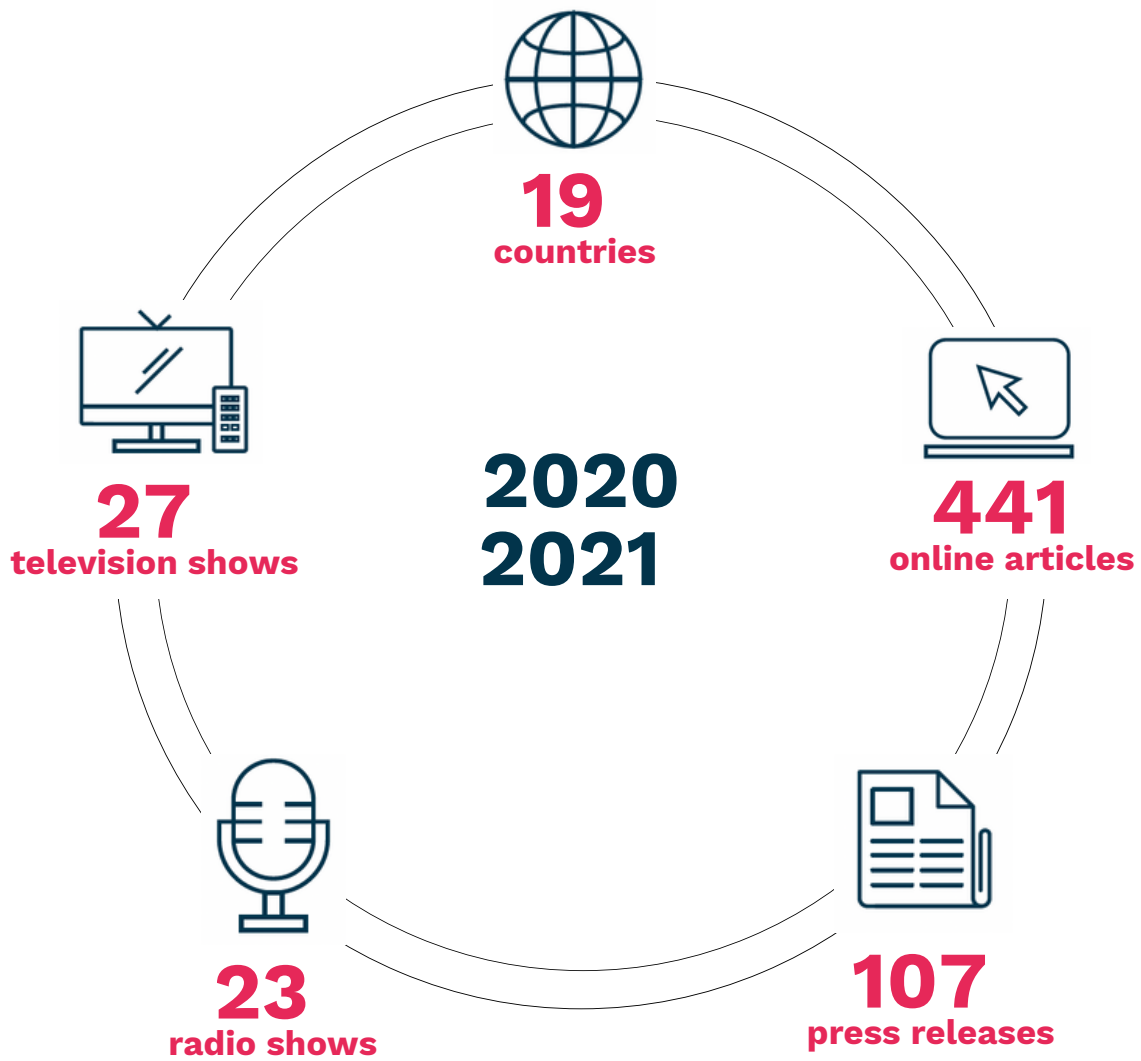 19
countries
27
television shows
2020
2021
441
online articles
23
radio shows
107
press releases